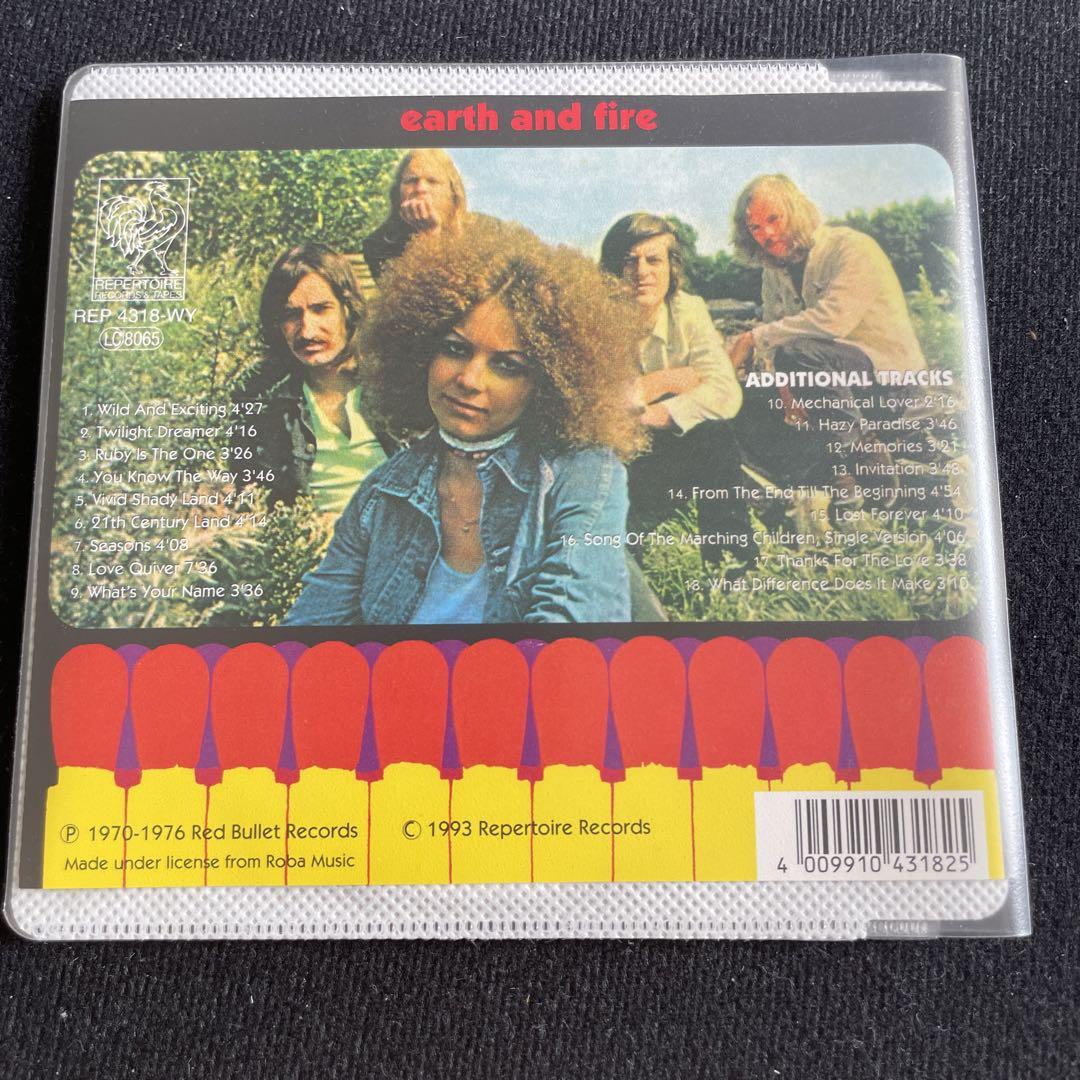 earth and fire
REPERTOIRE
RECORDS & TAPES
REP 4318-WY
LC 8065
1. Wild And Exciting 4'27
2. Twilight Dreamer 4'16
3. Ruby Is The One 3'26
4. You Know The Way 3'46
5. Vivid Shady Land 4'11
6. 21th Century Land 4'14
7. Seasons 4'08
8. Love Quiver 7'36
9. What's Your Name 3'36
ADDITIONAL TRACKS
10. Mechanical Lover 2'16
11. Hazy Paradise 3'46
12. Memories 3'21
13. Invitation 3'48
14. From The End Till The Beginning 4'54
15. Lost Forever 4'10
16. Song Of The Marching Children, Single Version 4'06
17. Thanks For The Love 3'38
18. What Difference Does It Make 3'10
℗ 1970-1976 Red Bullet Records
© 1993 Repertoire Records
Made under license from Roba Music
4 009910 431825